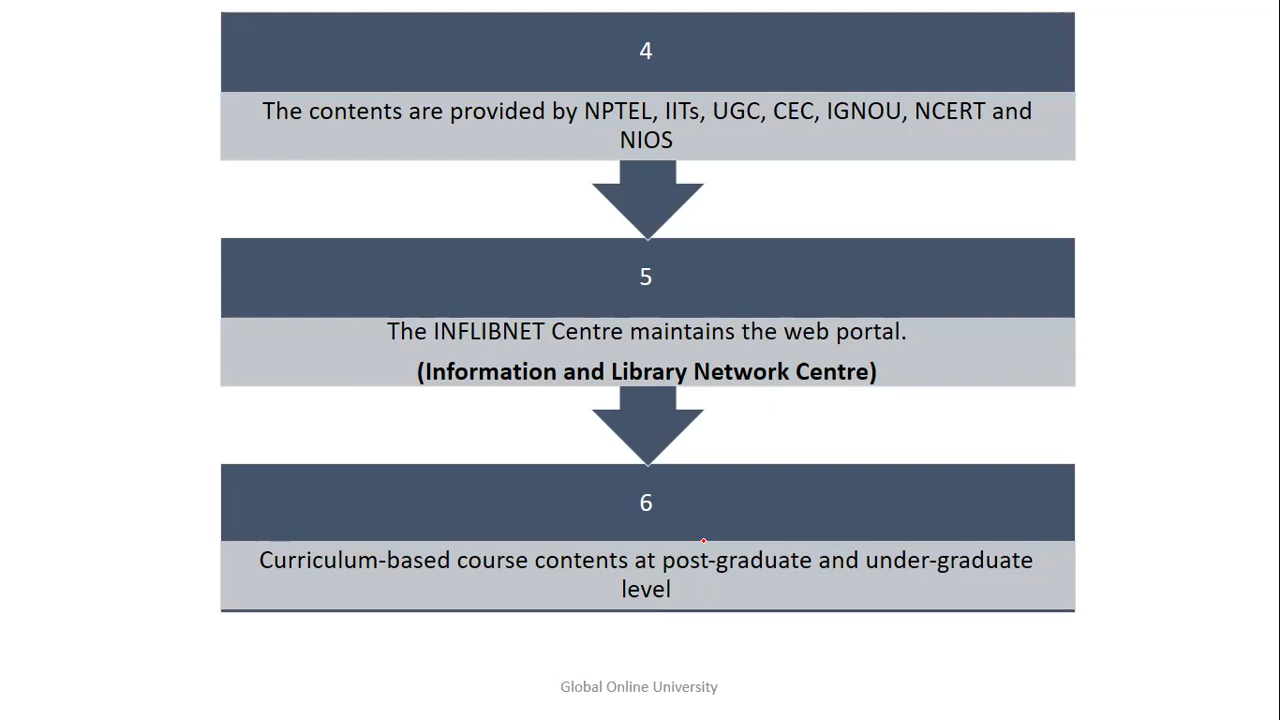 4
The contents are provided by NPTEL, IITs, UGC, CEC, IGNOU, NCERT and
NIOS
5
The INFLIBNET Centre maintains the web portal.
(Information and Library Network Centre)
6
Curriculum-based course contents at post-graduate and under-graduate
level
Global Online University